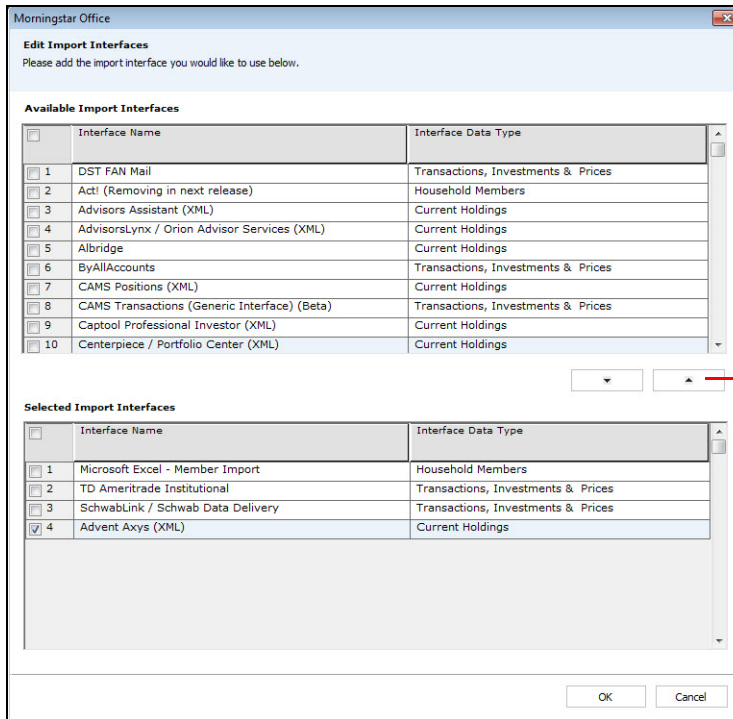 Morningstar Office
Edit Import Interfaces
Please add the import interface you would like to use below.
Available Import Interfaces
Interface Name Interface Data Type
1 DST FAN Mail Transactions, Investments & Prices
2 Act! (Removing in next release) Household Members
3 Advisors Assistant (XML) Current Holdings
4 AdvisorsLynx / Orion Advisor Services (XML) Current Holdings
5 Albridge Current Holdings
6 ByAllAccounts Transactions, Investments & Prices
7 CAMS Positions (XML) Current Holdings
8 CAMS Transactions (Generic Interface) (Beta) Transactions, Investments & Prices
9 Captool Professional Investor (XML) Current Holdings
10 Centerpiece / Portfolio Center (XML) Current Holdings
Selected Import Interfaces
Interface Name Interface Data Type
1 Microsoft Excel - Member Import Household Members
2 TD Ameritrade Institutional Transactions, Investments & Prices
3 SchwabLink / Schwab Data Delivery Transactions, Investments & Prices
4 Advent Axys (XML) Current Holdings
OK Cancel